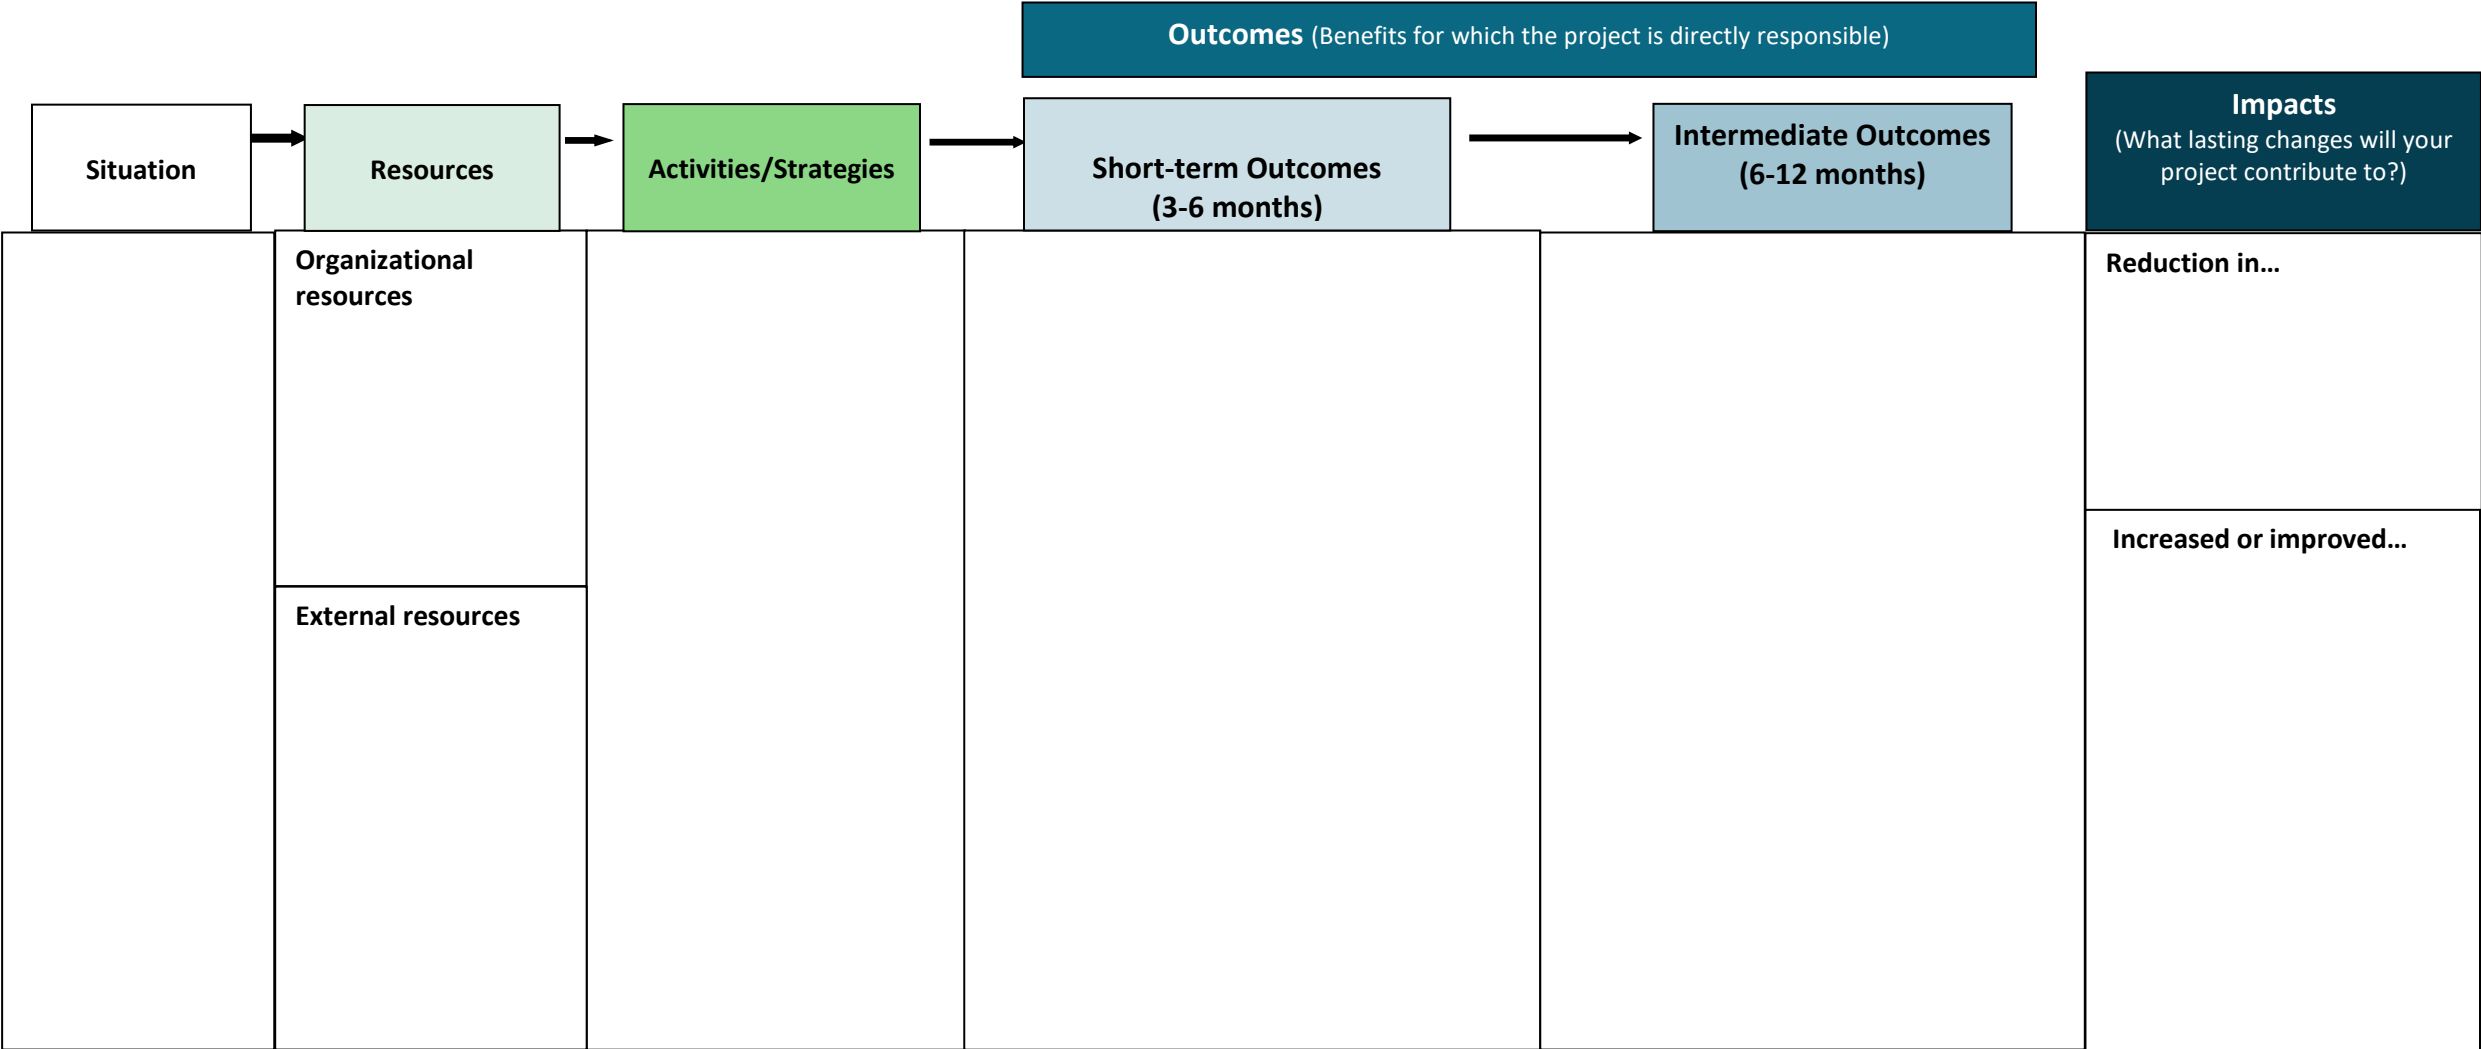 Outcomes (Benefits for which the project is directly responsible)
Situation
Resources
Activities/Strategies
Short-term Outcomes
(3-6 months)
Intermediate Outcomes
(6-12 months)
Impacts
(What lasting changes will your
project contribute to?)
Organizational
resources
External resources
Reduction in…
Increased or improved…